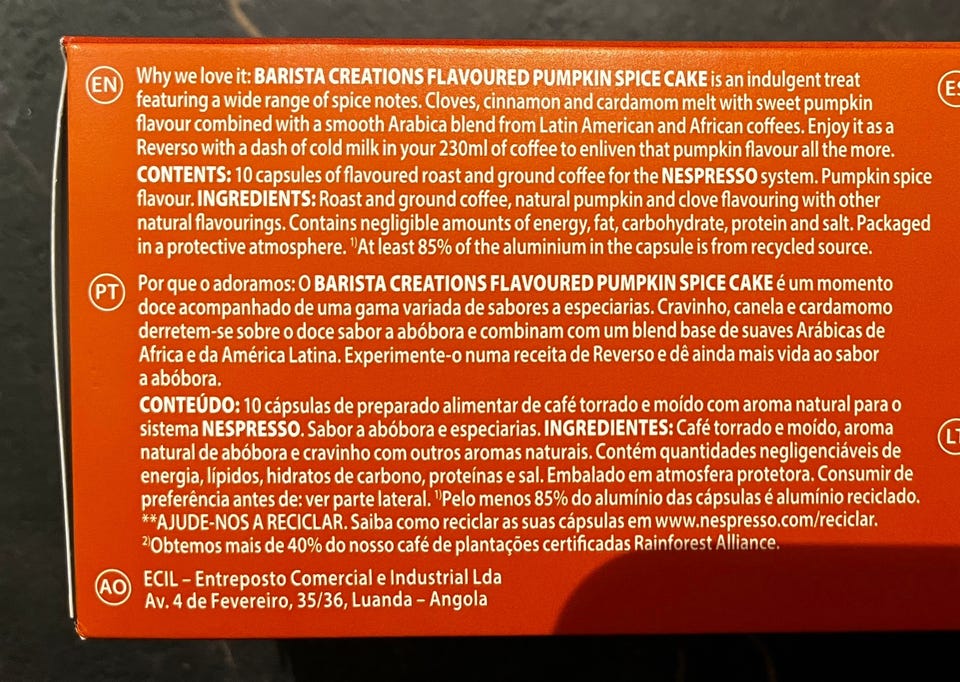 EN
Why we love it: BARISTA CREATIONS FLAVOURED PUMPKIN SPICE CAKE is an indulgent treat
featuring a wide range of spice notes. Cloves, cinnamon and cardamom melt with sweet pumpkin
flavour combined with a smooth Arabica blend from Latin American and African coffees. Enjoy it as a
Reverso with a dash of cold milk in your 230ml of coffee to enliven that pumpkin flavour all the more.
CONTENTS: 10 capsules of flavoured roast and ground coffee for the NESPRESSO system. Pumpkin spice
flavour. INGREDIENTS: Roast and ground coffee, natural pumpkin and clove flavouring with other
natural flavourings. Contains negligible amounts of energy, fat, carbohydrate, protein and salt. Packaged
in a protective atmosphere. ¹⁾At least 85% of the aluminium in the capsule is from recycled source.
PT
Por que o adoramos: O BARISTA CREATIONS FLAVOURED PUMPKIN SPICE CAKE é um momento
doce acompanhado de uma gama variada de sabores a especiarias. Cravinho, canela e cardamomo
derretem-se sobre o doce sabor a abóbora e combinam com um blend base de suaves Arábicas de
África e da América Latina. Experimente-o numa receita de Reverso e dê ainda mais vida ao sabor
a abóbora.
CONTEÚDO: 10 cápsulas de preparado alimentar de café torrado e moído com aroma natural para o
sistema NESPRESSO. Sabor a abóbora e especiarias. INGREDIENTES: Café torrado e moído, aroma
natural de abóbora e cravinho com outros aromas naturais. Contém quantidades negligenciáveis de
energia, lípidos, hidratos de carbono, proteínas e sal. Embalado em atmosfera protetora. Consumir de
preferência antes de: ver parte lateral. ¹⁾Pelo menos 85% do alumínio das cápsulas é alumínio reciclado.
**AJUDE-NOS A RECICLAR. Saiba como reciclar as suas cápsulas em www.nespresso.com/reciclar.
²⁾Obtemos mais de 40% do nosso café de plantações certificadas Rainforest Alliance.
AO
ECIL – Entreposto Comercial e Industrial Lda
Av. 4 de Fevereiro, 35/36, Luanda – Angola
ES
LT